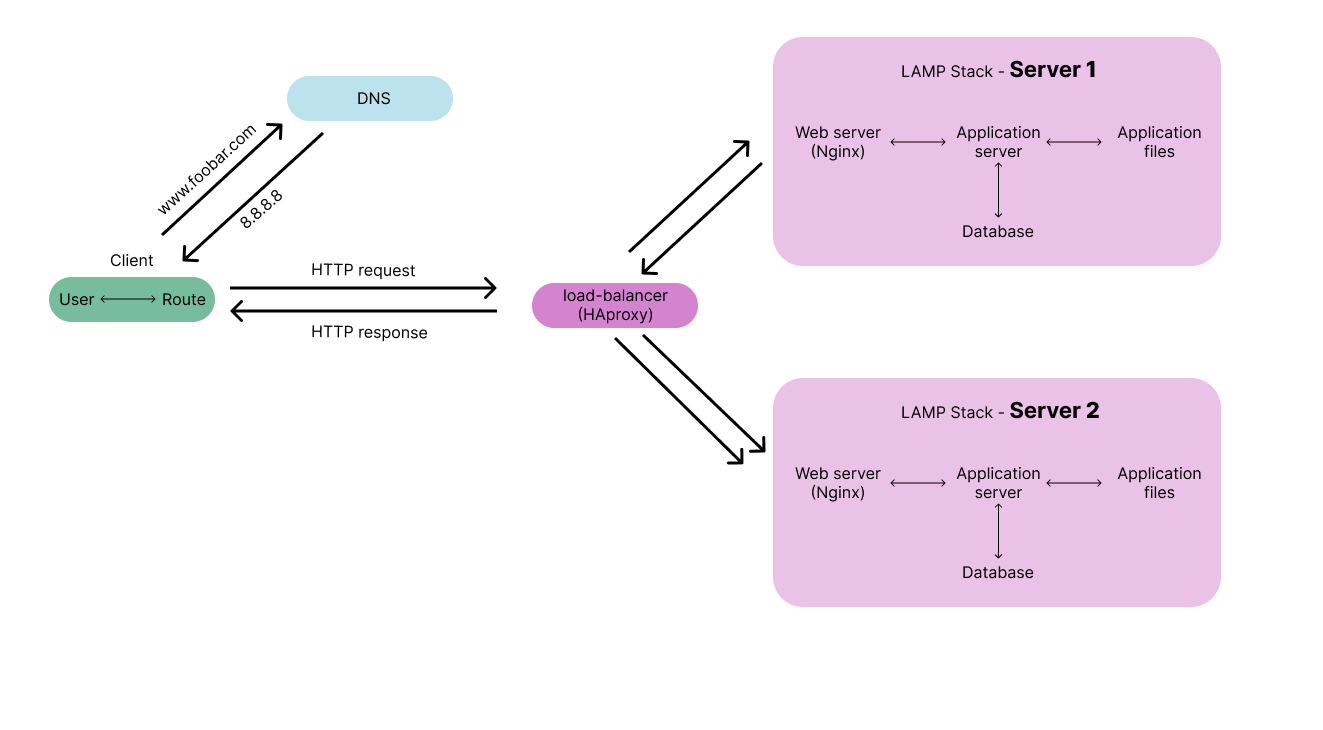 DNS
www.foobar.com
8.8.8.8
Client
User
Route
HTTP request
HTTP response
load-balancer
(HAproxy)
LAMP Stack - Server 1
Web server
(Nginx)
Application
server
Application
files
Database
LAMP Stack - Server 2
Web server
(Nginx)
Application
server
Application
files
Database